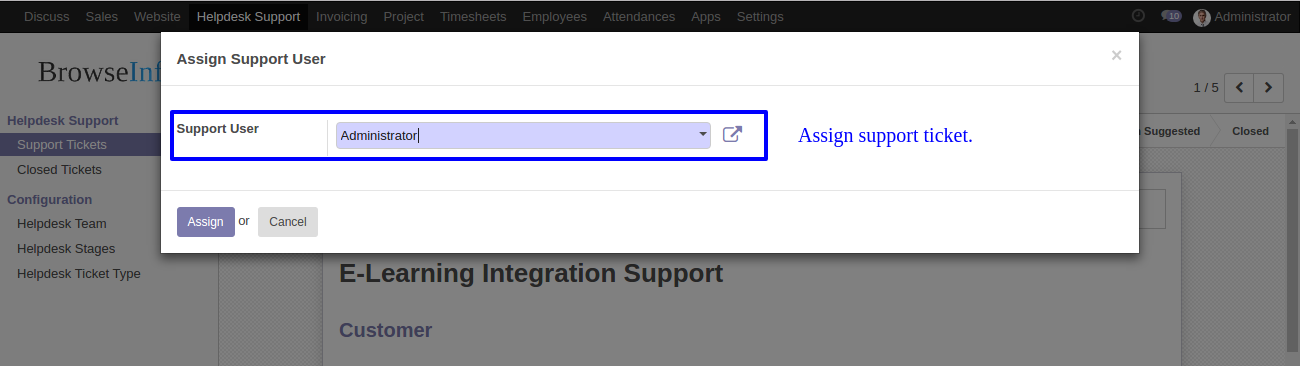 Discuss Sales Website Helpdesk Support Invoicing Project Timesheets Employees Attendances Apps Settings 10 Administrator
Assign Support User ×
BrowseInf
1 / 5
Helpdesk Support
Support Tickets
Closed Tickets
Configuration
Helpdesk Team
Helpdesk Stages
Helpdesk Ticket Type
Support User Administrator
Assign support ticket.
Suggested Closed
Assign or Cancel
E-Learning Integration Support
Customer